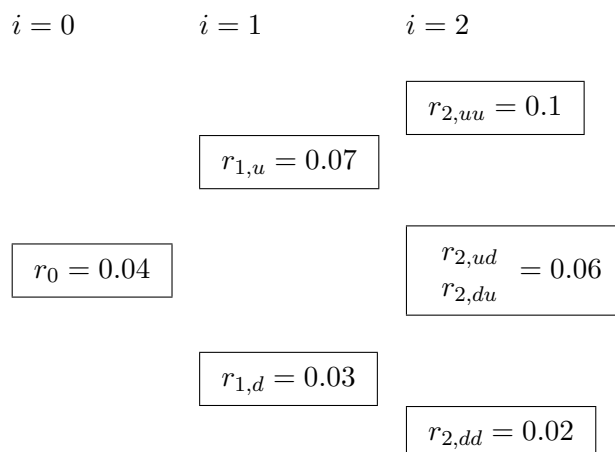 i = 0 i = 1 i = 2
r_{2,uu} = 0.1
r_{1,u} = 0.07
r_0 = 0.04
r_{2,ud}
r_{2,du} = 0.06
r_{1,d} = 0.03
r_{2,dd} = 0.02